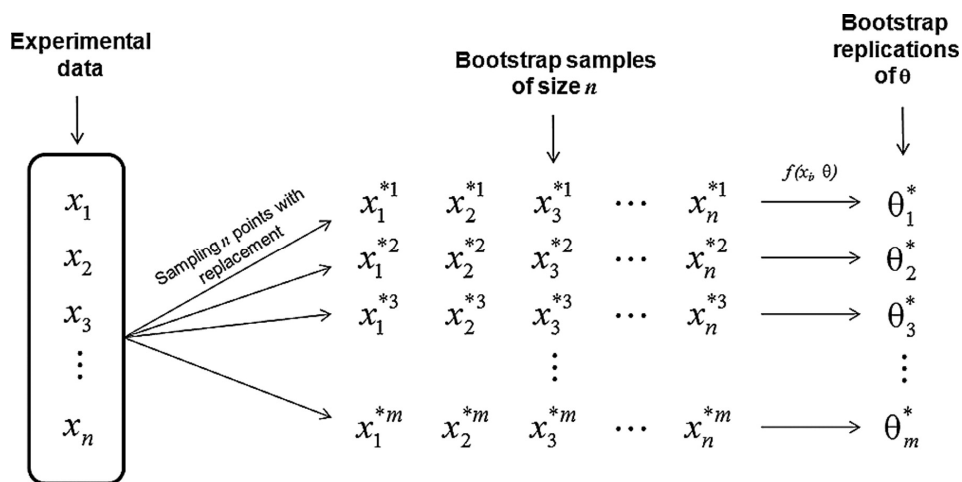 Experimental
data
Bootstrap samples
of size n
Bootstrap
replications
of θ
x₁
x₂
x₃
⋮
xₙ
Sampling n points with
replacement
x₁*¹ x₂*¹ x₃*¹ ⋯ xₙ*¹
f(xᵢ, θ)
θ₁*
x₁*² x₂*² x₃*² ⋯ xₙ*²
θ₂*
x₁*³ x₂*³ x₃*³ ⋯ xₙ*³
θ₃*
⋮ ⋮
x₁*ᵐ x₂*ᵐ x₃*ᵐ ⋯ xₙ*ᵐ
θₘ*